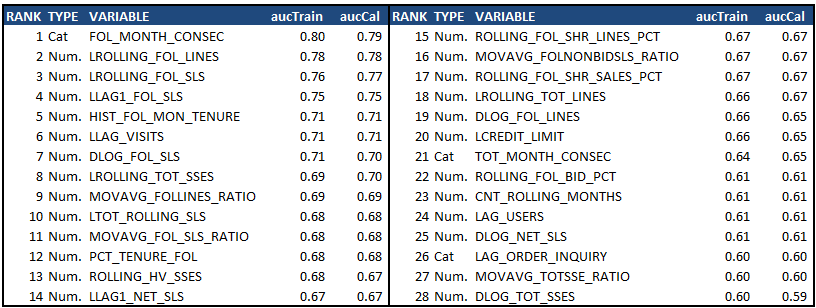 RANK TYPE VARIABLE aucTrain aucCal RANK TYPE VARIABLE aucTrain aucCal
1 Cat FOL_MONTH_CONSEC 0.80 0.79 15 Num. ROLLING_FOL_SHR_LINES_PCT 0.67 0.67
2 Num. LROLLING_FOL_LINES 0.78 0.78 16 Num. MOVAVG_FOLNONBIDSLS_RATIO 0.67 0.67
3 Num. LROLLING_FOL_SLS 0.76 0.77 17 Num. ROLLING_FOL_SHR_SALES_PCT 0.67 0.67
4 Num. LLAG1_FOL_SLS 0.75 0.75 18 Num. LROLLING_TOT_LINES 0.66 0.67
5 Num. HIST_FOL_MON_TENURE 0.71 0.71 19 Num. DLOG_FOL_LINES 0.66 0.65
6 Num. LLAG_VISITS 0.71 0.71 20 Num. LCREDIT_LIMIT 0.66 0.65
7 Num. DLOG_FOL_SLS 0.71 0.70 21 Cat TOT_MONTH_CONSEC 0.64 0.65
8 Num. LROLLING_TOT_SSES 0.69 0.70 22 Num. ROLLING_FOL_BID_PCT 0.61 0.61
9 Num. MOVAVG_FOLLINES_RATIO 0.69 0.69 23 Num. CNT_ROLLING_MONTHS 0.61 0.61
10 Num. LTOT_ROLLING_SLS 0.68 0.68 24 Num. LAG_USERS 0.61 0.61
11 Num. MOVAVG_FOL_SLS_RATIO 0.68 0.68 25 Num. DLOG_NET_SLS 0.61 0.61
12 Num. PCT_TENURE_FOL 0.68 0.68 26 Cat LAG_ORDER_INQUIRY 0.60 0.60
13 Num. ROLLING_HV_SSES 0.68 0.67 27 Num. MOVAVG_TOTSSE_RATIO 0.60 0.60
14 Num. LLAG1_NET_SLS 0.67 0.67 28 Num. DLOG_TOT_SSES 0.60 0.59